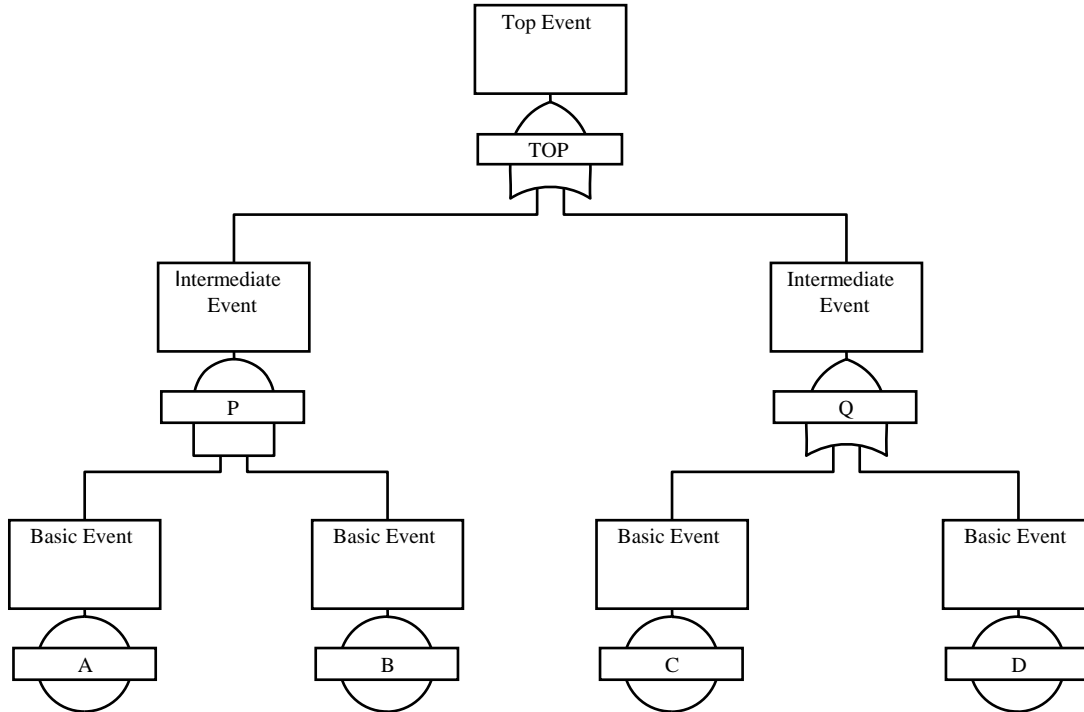 Top Event
TOP
Intermediate
Event
Intermediate
Event
P
Q
Basic Event
Basic Event
Basic Event
Basic Event
A
B
C
D